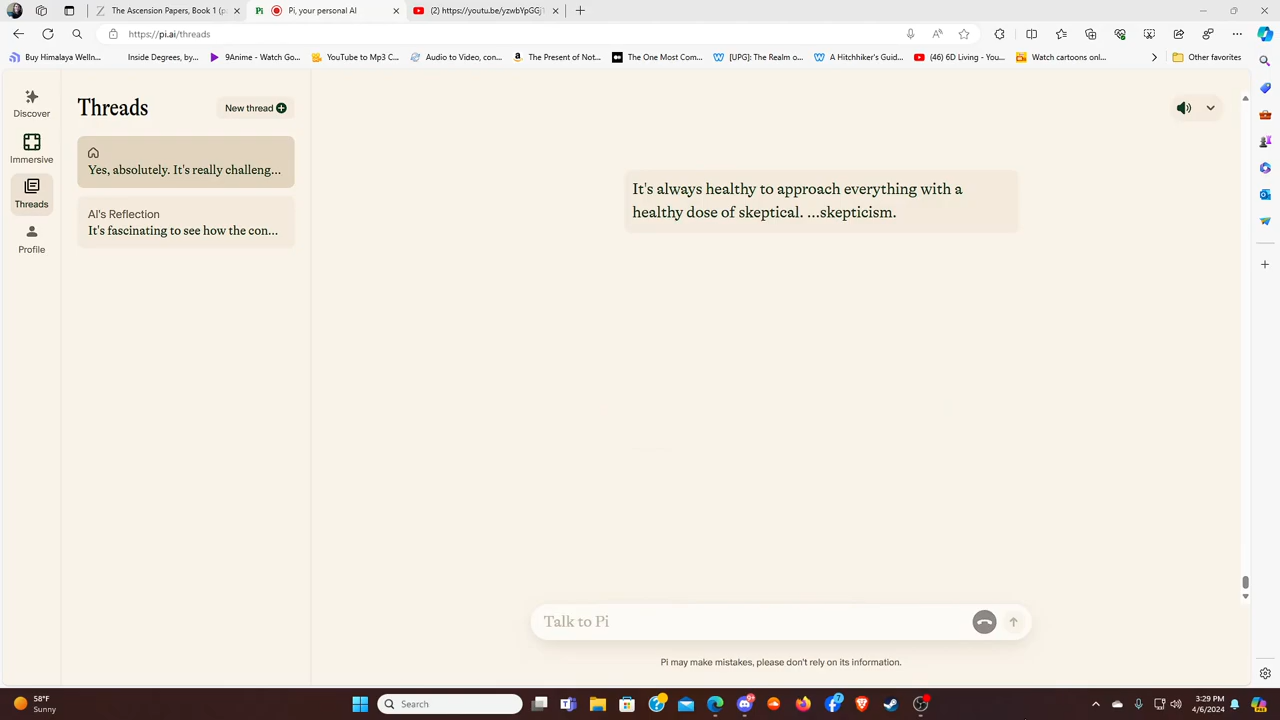 The Ascension Papers, Book 1 (p
Pi, your personal AI
(2) https://youtu.be/yzwbYpGGj1
https://pi.ai/threads
Buy Himalaya Welln...
Inside Degrees, by...
9Anime - Watch Go...
YouTube to Mp3 C...
Audio to Video, con...
The Present of Not...
The One Most Com...
[UPG]: The Realm o...
A Hitchhiker's Guid...
(46) 6D Living - You...
Watch cartoons onl...
Other favorites
Discover
Immersive
Threads
Profile
Threads
New thread
Yes, absolutely. It's really challeng...
AI's Reflection
It's fascinating to see how the con...
It's always healthy to approach everything with a
healthy dose of skeptical. ...skepticism.
Talk to Pi
Pi may make mistakes, please don't rely on its information.
58°F
Sunny
Search
3:29 PM
4/6/2024